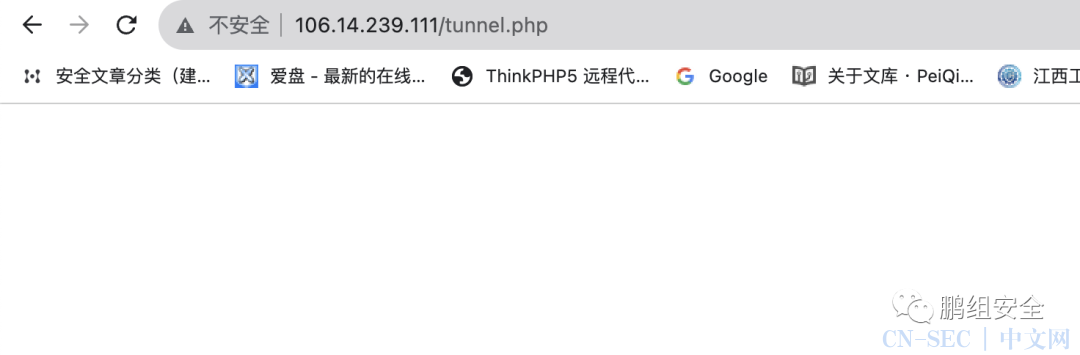 不安全 106.14.239.111/tunnel.php
安全文章分类（建... 爱盘 - 最新的在线... ThinkPHP5 远程代... Google 关于文库 · PeiQi... 江西工
鹏组安全
CN-SEC | 中文网